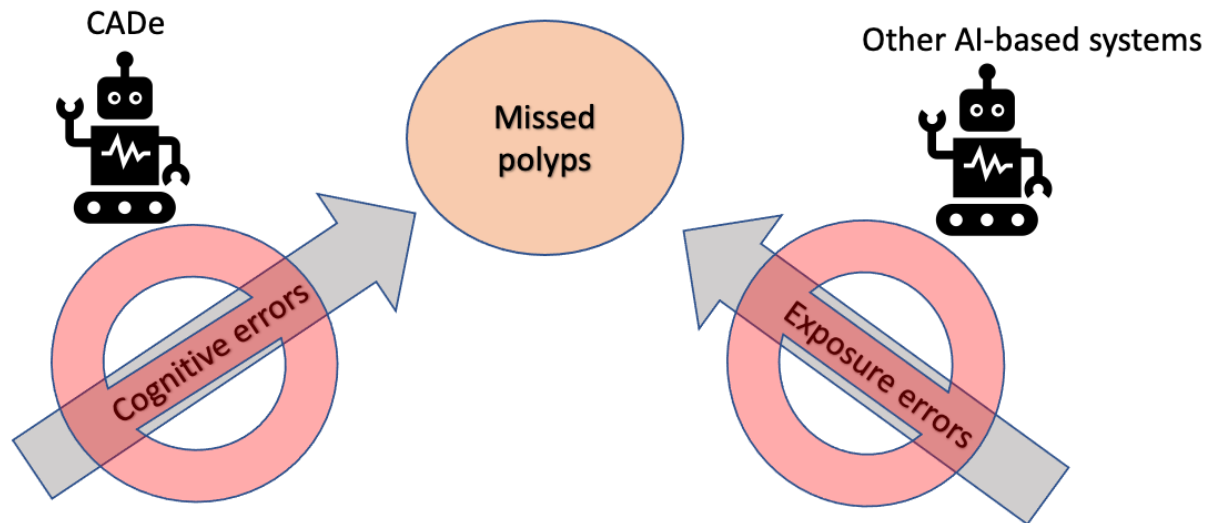 CADe
Other AI-based systems
Missed
polyps
Cognitive errors
Exposure errors